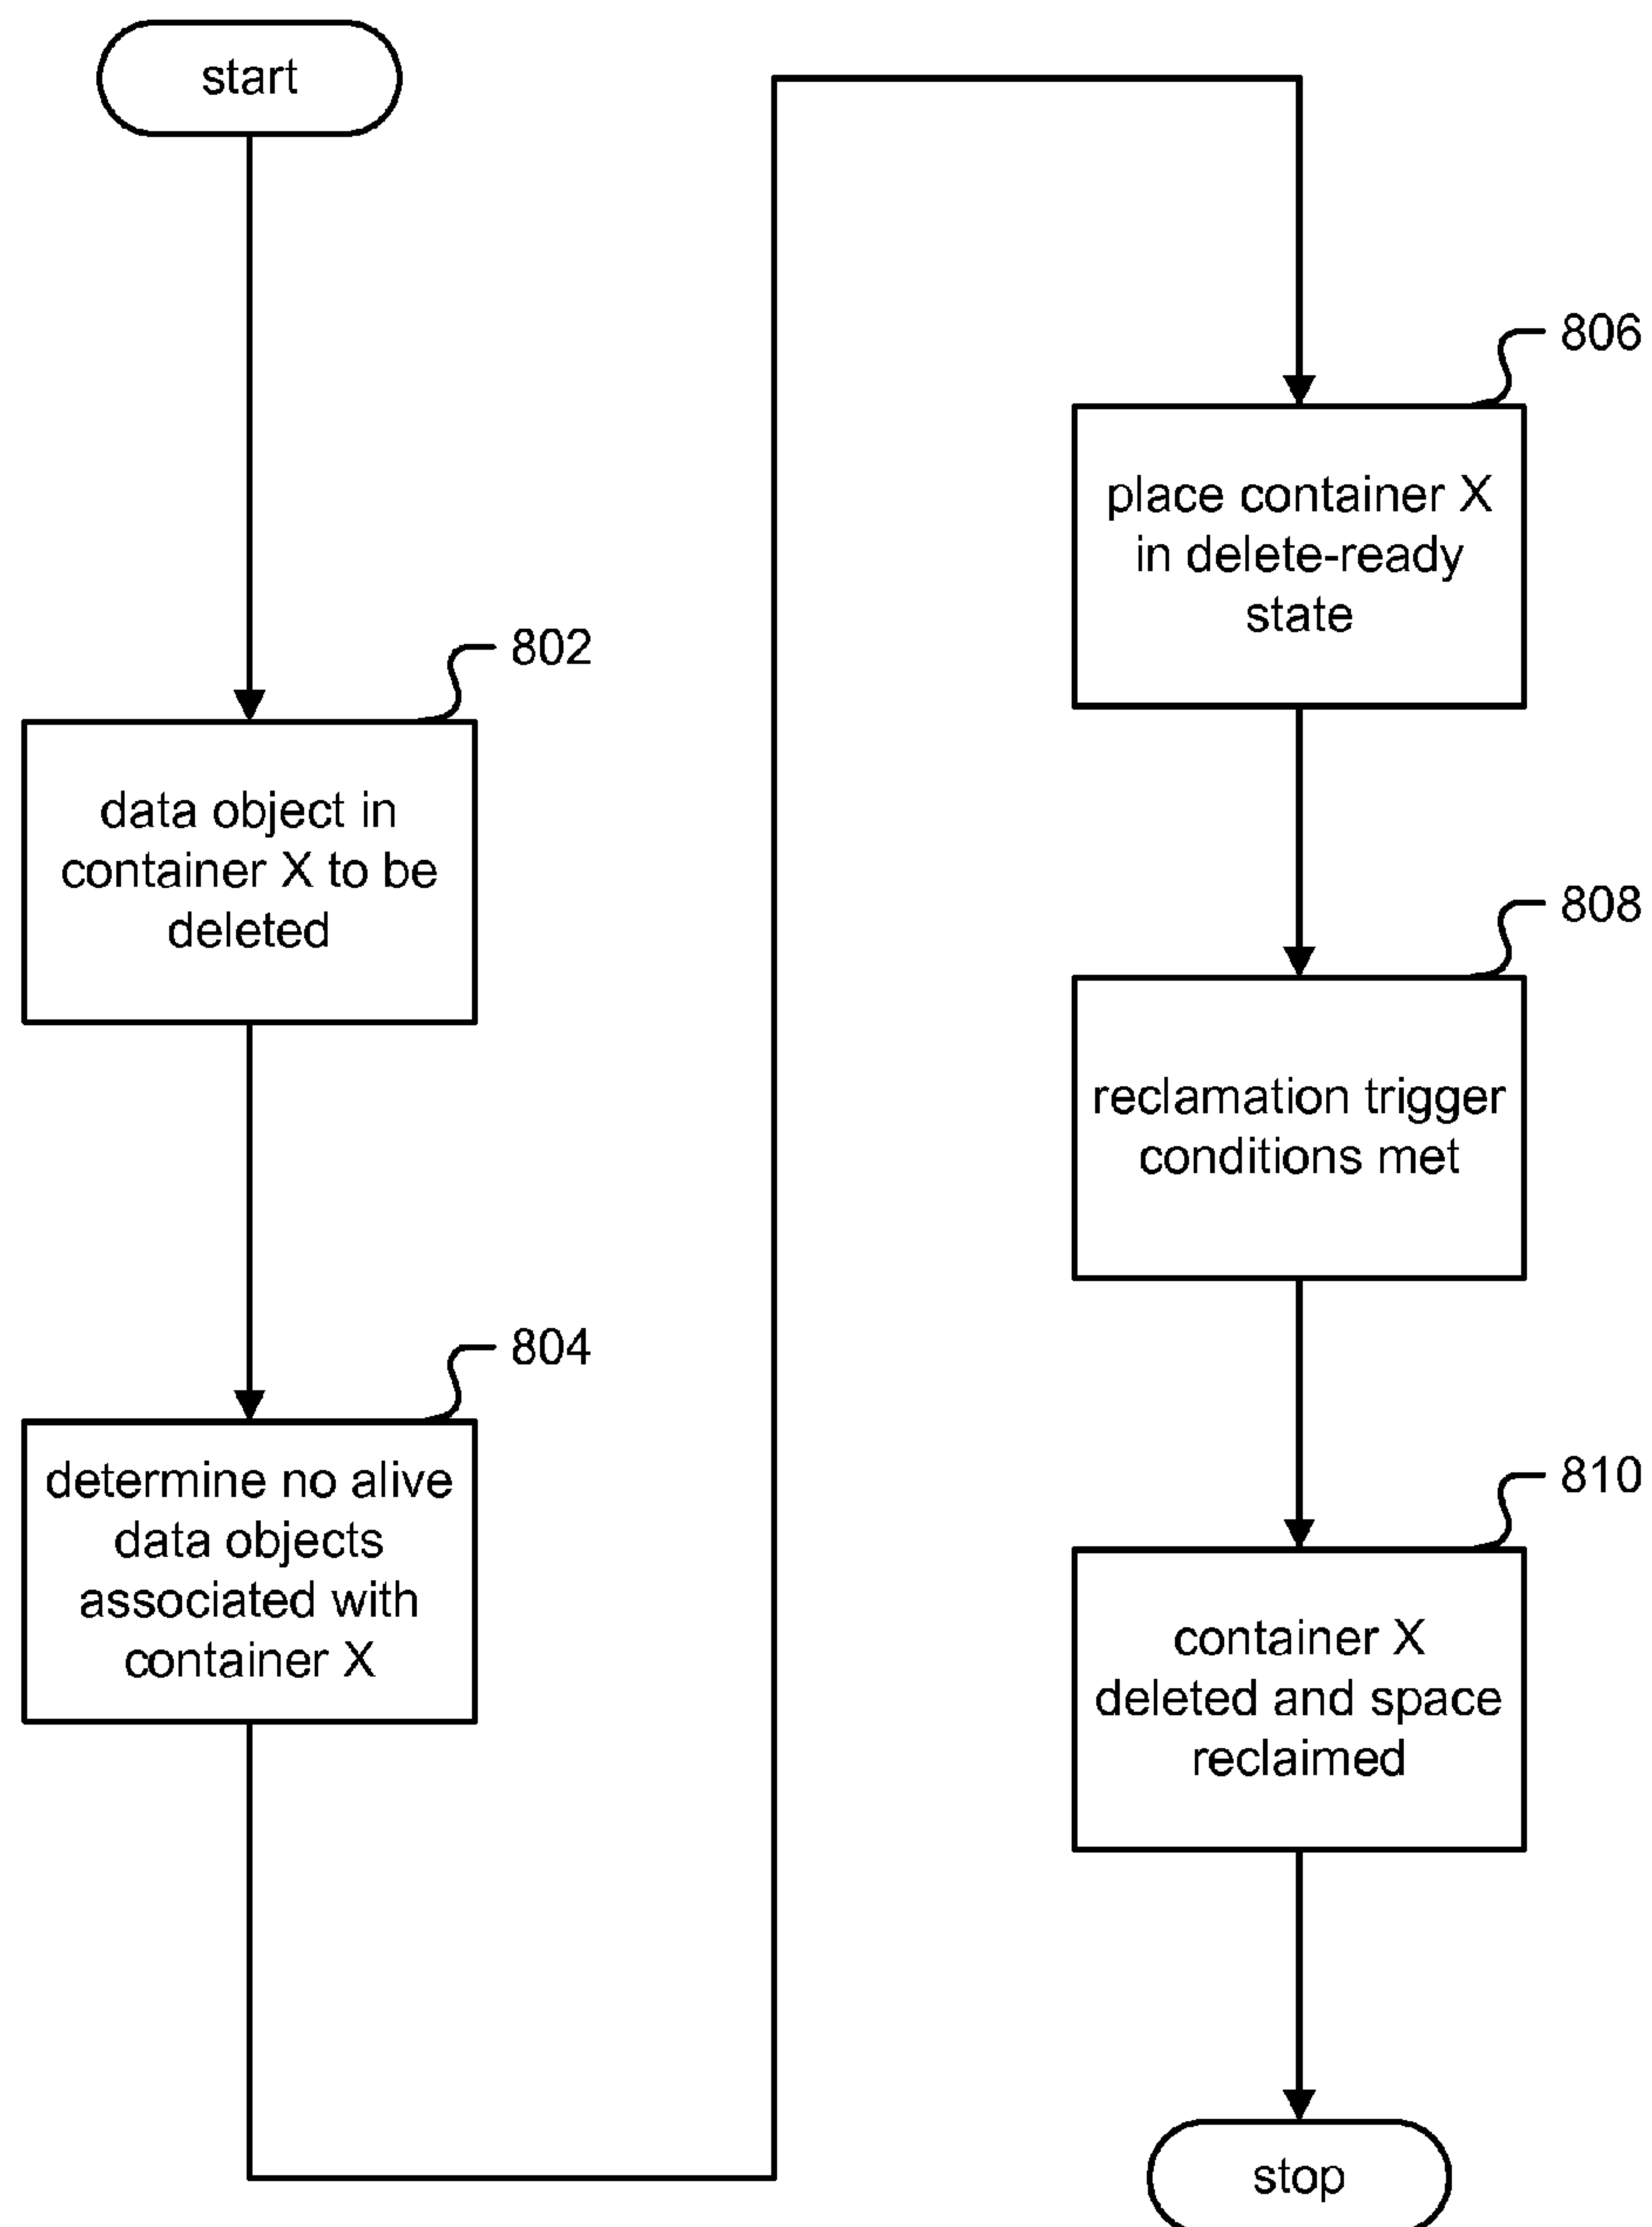 start
802
data object in
container X to be
deleted
804
determine no alive
data objects
associated with
container X
806
place container X
in delete-ready
state
808
reclamation trigger
conditions met
810
container X
deleted and space
reclaimed
stop